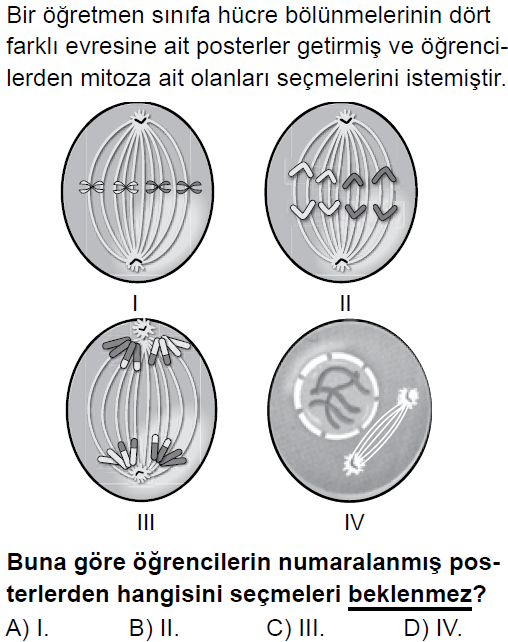 Bir öğretmen sınıfa hücre bölünmelerinin dört
farklı evresine ait posterler getirmiş ve öğrenci-
lerden mitoza ait olanları seçmelerini istemiştir.
I
II
III
IV
Buna göre öğrencilerin numaralanmış pos-
terlerden hangisini seçmeleri beklenmez?
A) I. B) II. C) III. D) IV.